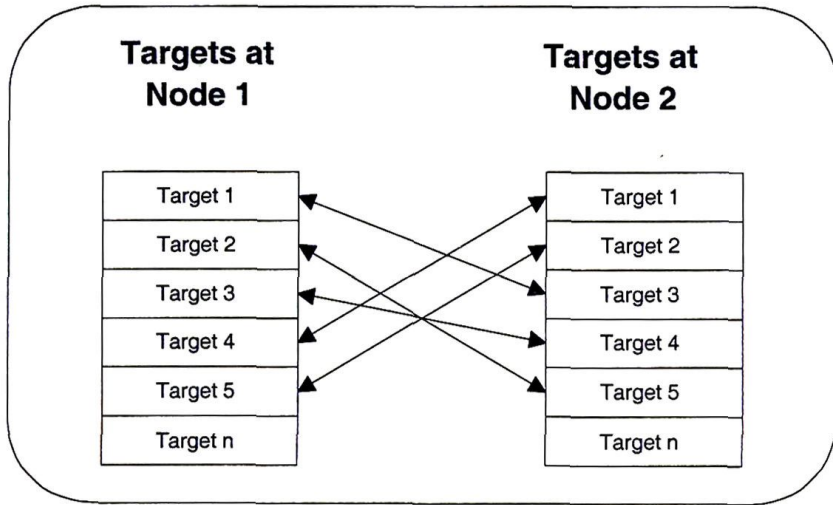 Targets at
Node 1
Targets at
Node 2
Target 1
Target 2
Target 3
Target 4
Target 5
Target n
Target 1
Target 2
Target 3
Target 4
Target 5
Target n